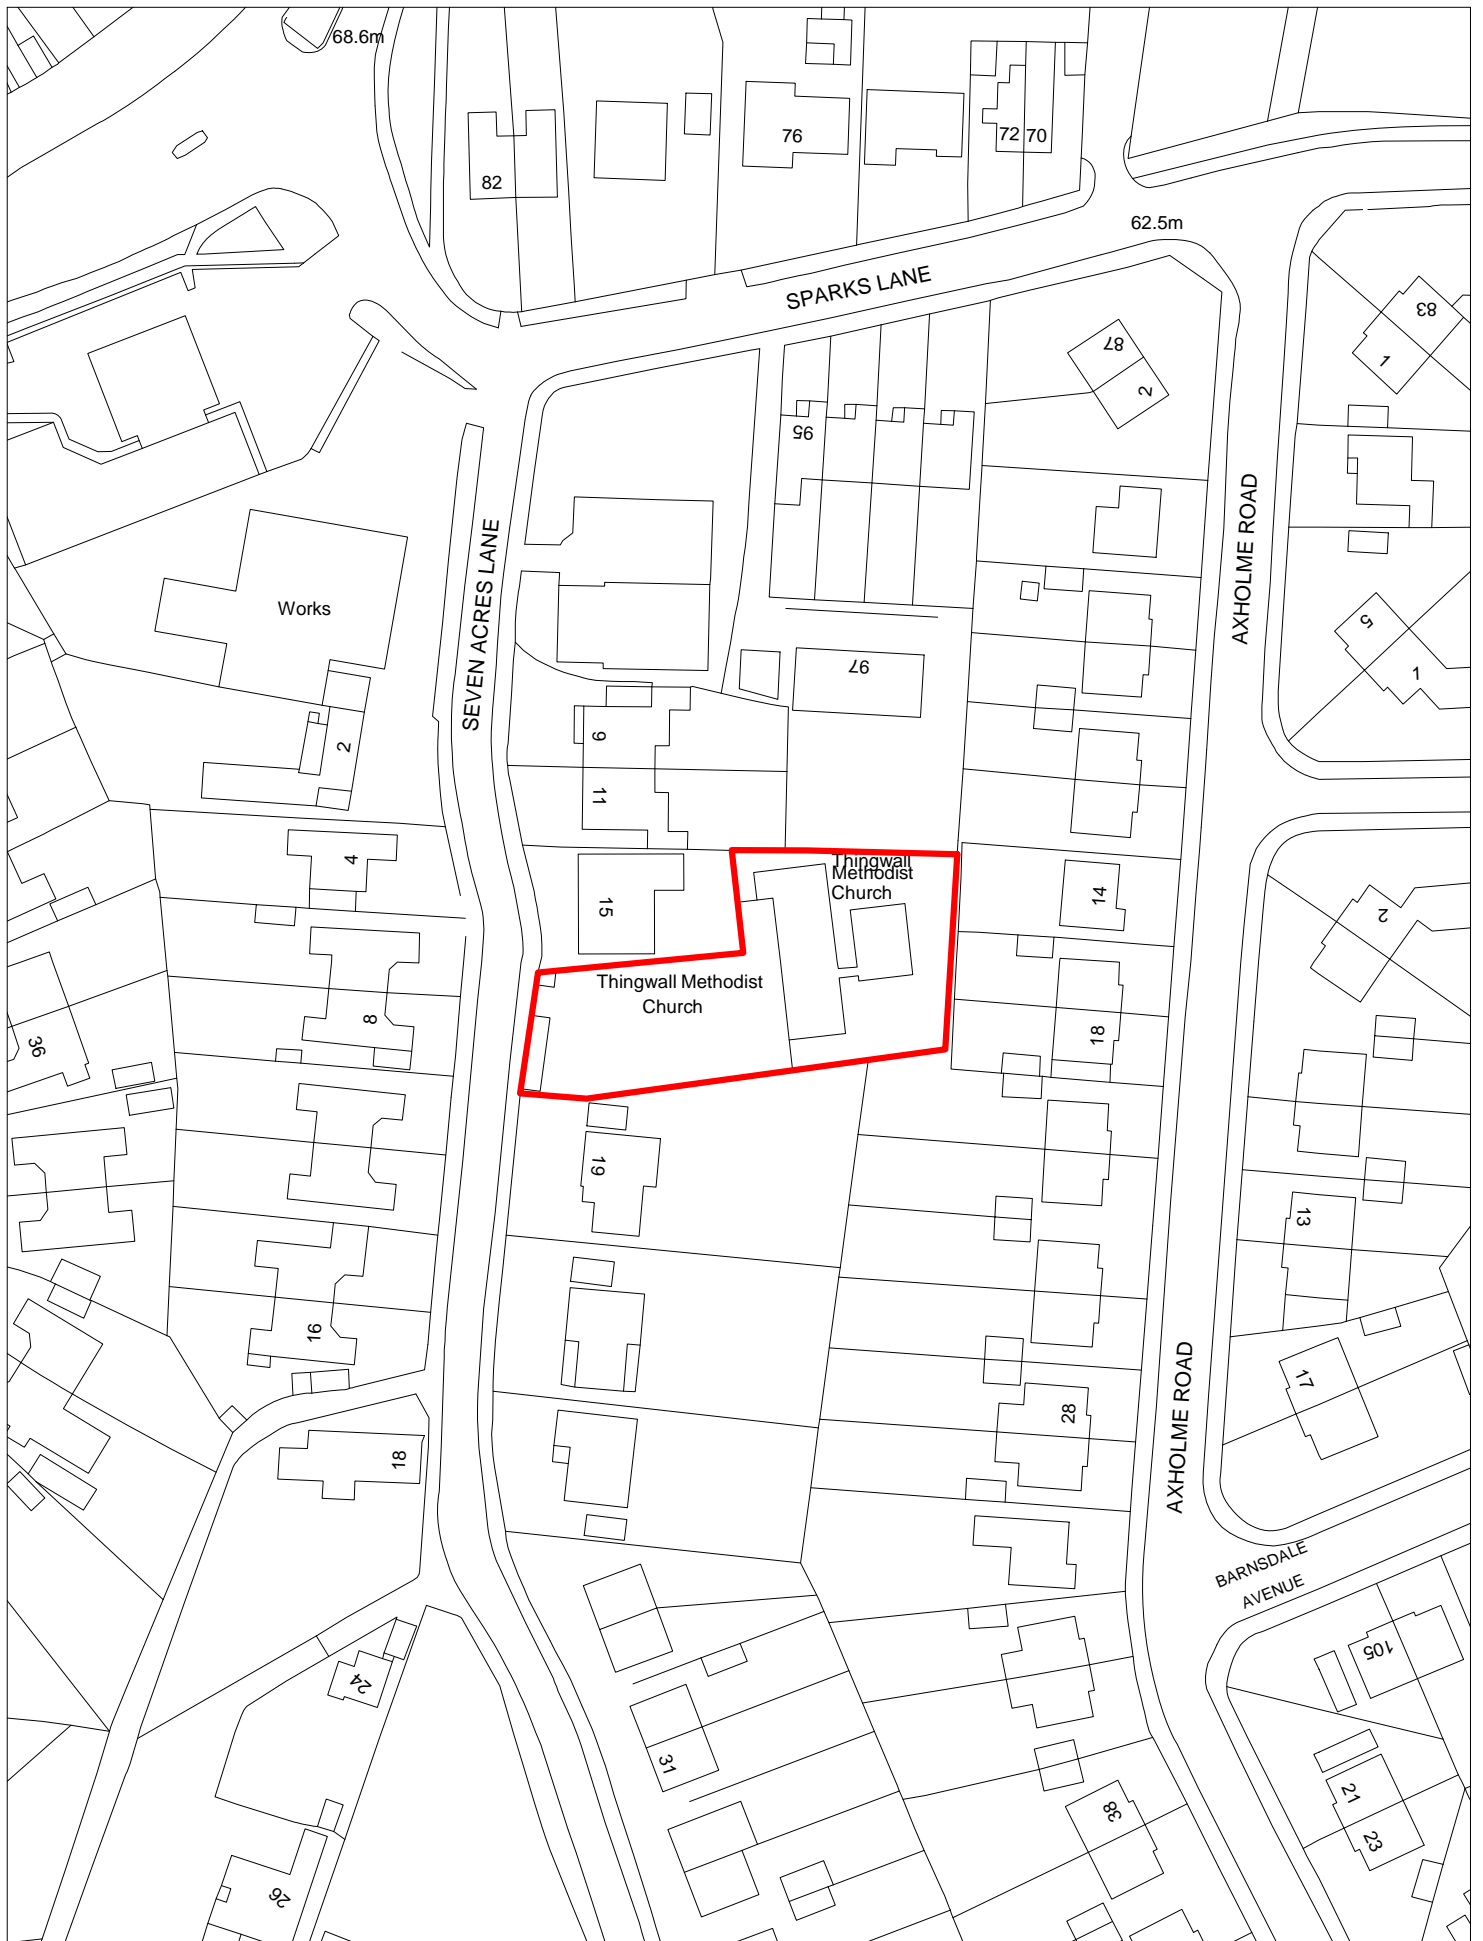 68.6m
76
72 70
82
62.5m
SPARKS LANE
83
1
87
2
95
AXHOLME ROAD
SEVEN ACRES LANE
Works
5
1
97
9
2
11
4
Thingwall
Methodist
Church
14
15
2
Thingwall Methodist
Church
8
18
36
19
13
16
17
28
AXHOLME ROAD
18
BARNSDALE
AVENUE
105
24
31
21
38
23
26